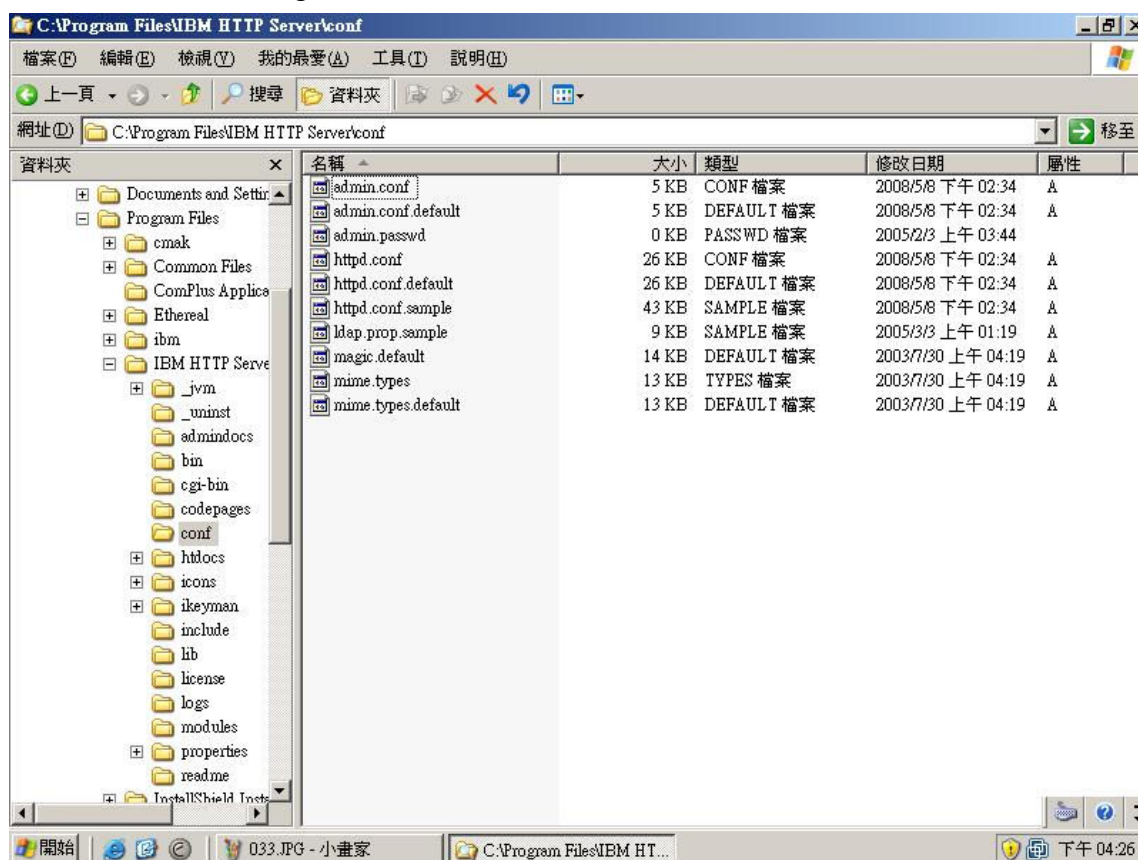 C:\Program Files\IBM HTTP Server\conf
檔案(F) 編輯(E) 檢視(V) 我的最愛(A) 工具(T) 說明(H)
上一頁 搜尋 資料夾
網址(D) C:\Program Files\IBM HTTP Server\conf 移至
資料夾
Documents and Settin
Program Files
cmak
Common Files
ComPlus Applica
Ethereal
ibm
IBM HTTP Serve
_jvm
_uninst
admindocs
bin
cgi-bin
codepages
conf
htdocs
icons
ikeyman
include
lib
license
logs
modules
properties
readme
InstallShield Insta
名稱 大小 類型 修改日期 屬性
admin.conf 5 KB CONF 檔案 2008/5/8 下午 02:34 A
admin.conf.default 5 KB DEFAULT 檔案 2008/5/8 下午 02:34 A
admin.passwd 0 KB PASSWD 檔案 2005/2/3 上午 03:44
httpd.conf 26 KB CONF 檔案 2008/5/8 下午 02:34 A
httpd.conf.default 26 KB DEFAULT 檔案 2008/5/8 下午 02:34 A
httpd.conf.sample 43 KB SAMPLE 檔案 2008/5/8 下午 02:34 A
ldap.prop.sample 9 KB SAMPLE 檔案 2005/3/3 上午 01:19 A
magic.default 14 KB DEFAULT 檔案 2003/7/30 上午 04:19 A
mime.types 13 KB TYPES 檔案 2003/7/30 上午 04:19 A
mime.types.default 13 KB DEFAULT 檔案 2003/7/30 上午 04:19 A
開始 033.JPG - 小畫家 C:\Program Files\IBM HT... 下午 04:26